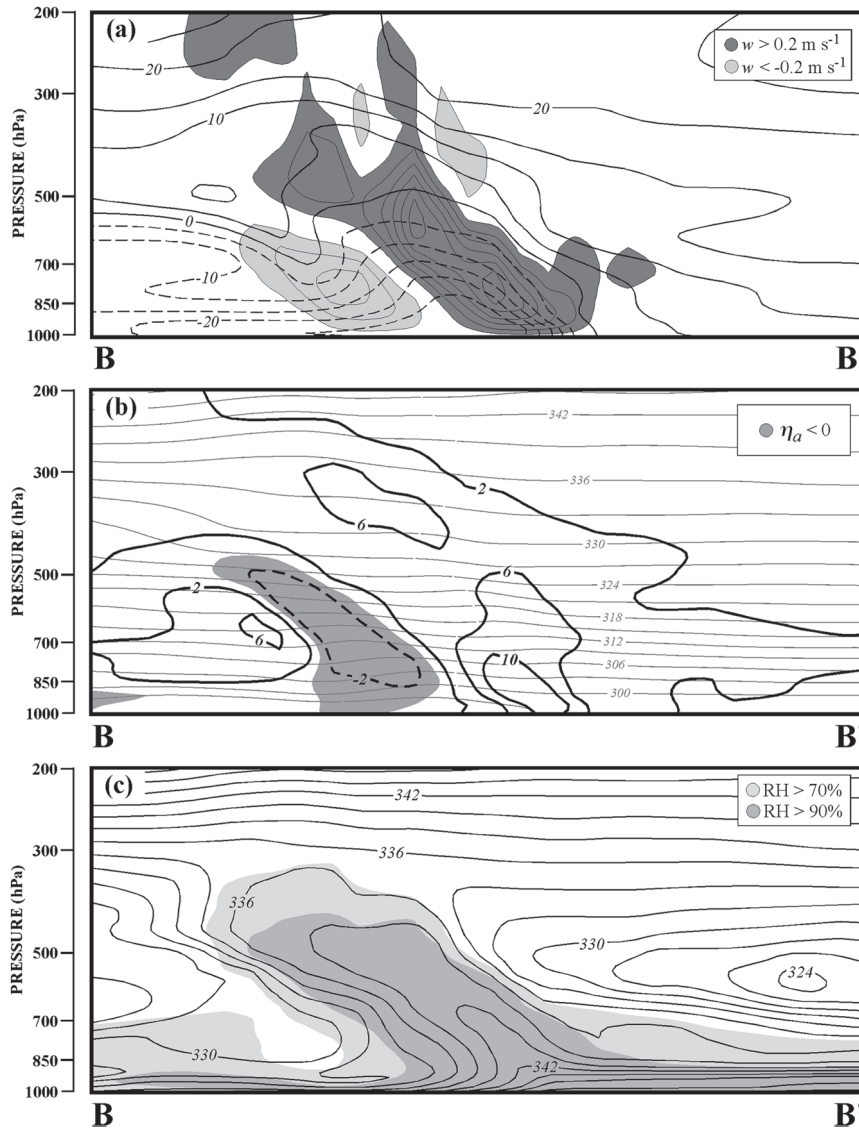 (a)
w > 0.2 m s-1
w < -0.2 m s-1
PRESSURE (hPa)
200
300
500
700
850
1000
20
20
10
0
-10
-20
B
B
(b)
ηa < 0
PRESSURE (hPa)
200
300
500
700
850
1000
342
336
330
324
318
312
306
300
2
6
2
6
6
10
-2
B
B'
(c)
RH > 70%
RH > 90%
PRESSURE (hPa)
200
300
500
700
850
1000
342
336
336
330
324
330
342
B
B'